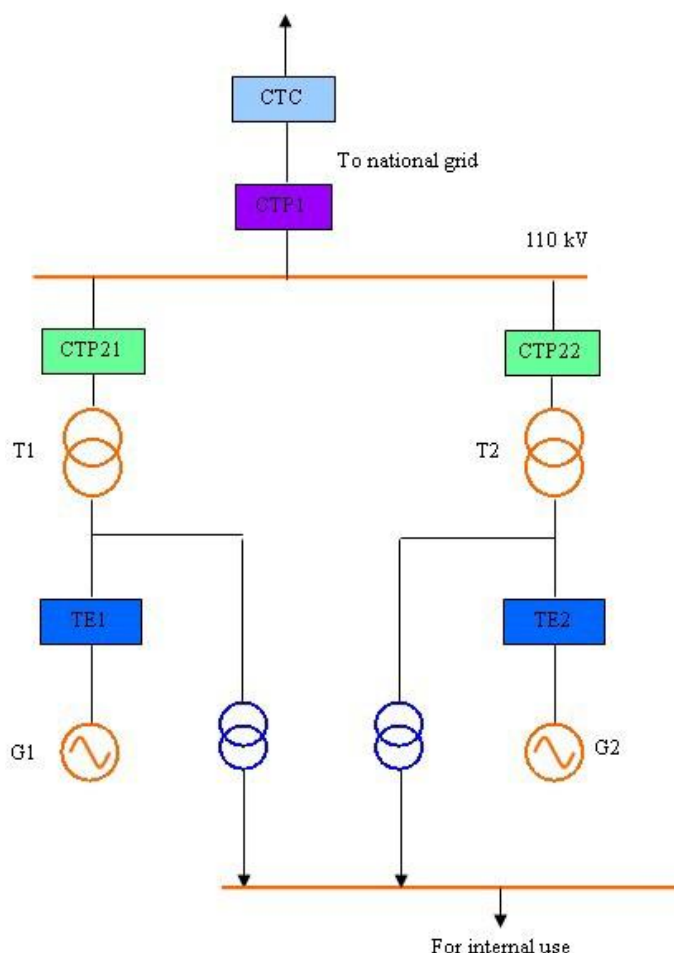 CTC
To national grid
CTP1
110 kV
CTP21
CTP22
T1
T2
TE1
TE2
G1
G2
For internal use